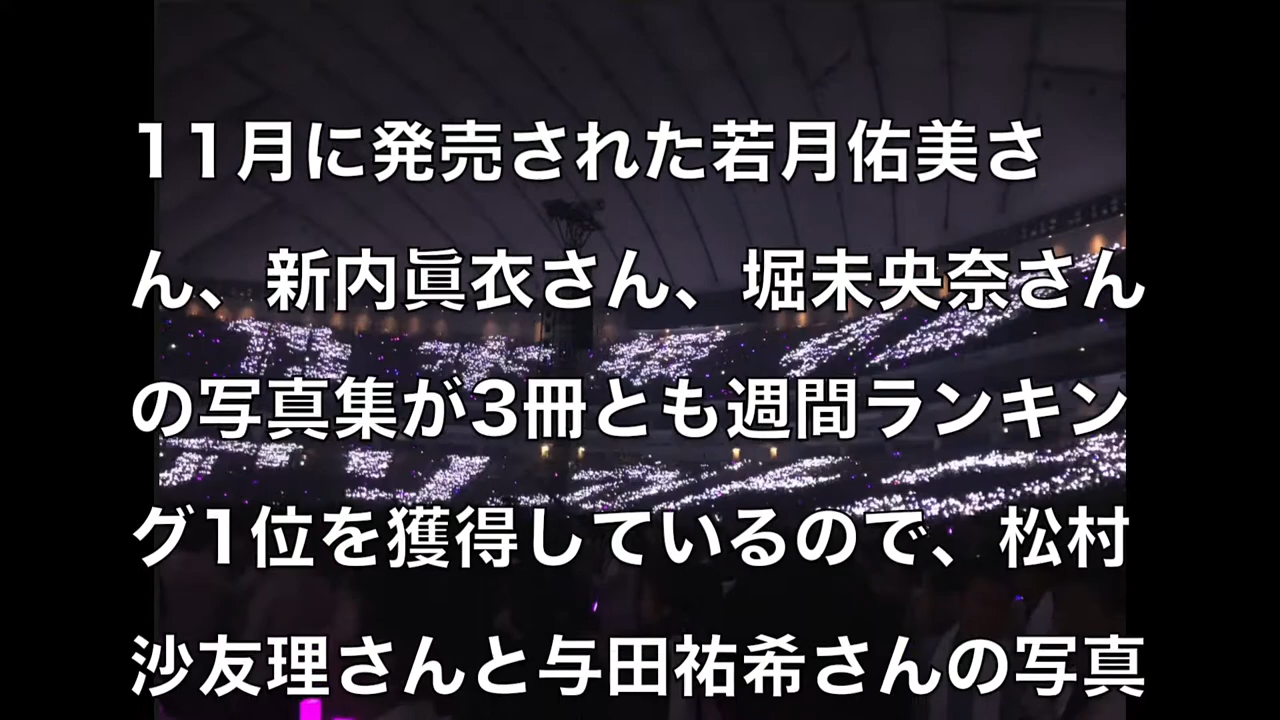 11月に発売された若月佑美さ
ん、新内眞衣さん、堀未央奈さん
の写真集が3冊とも週間ランキン
グ1位を獲得しているので、松村
沙友理さんと与田祐希さんの写真